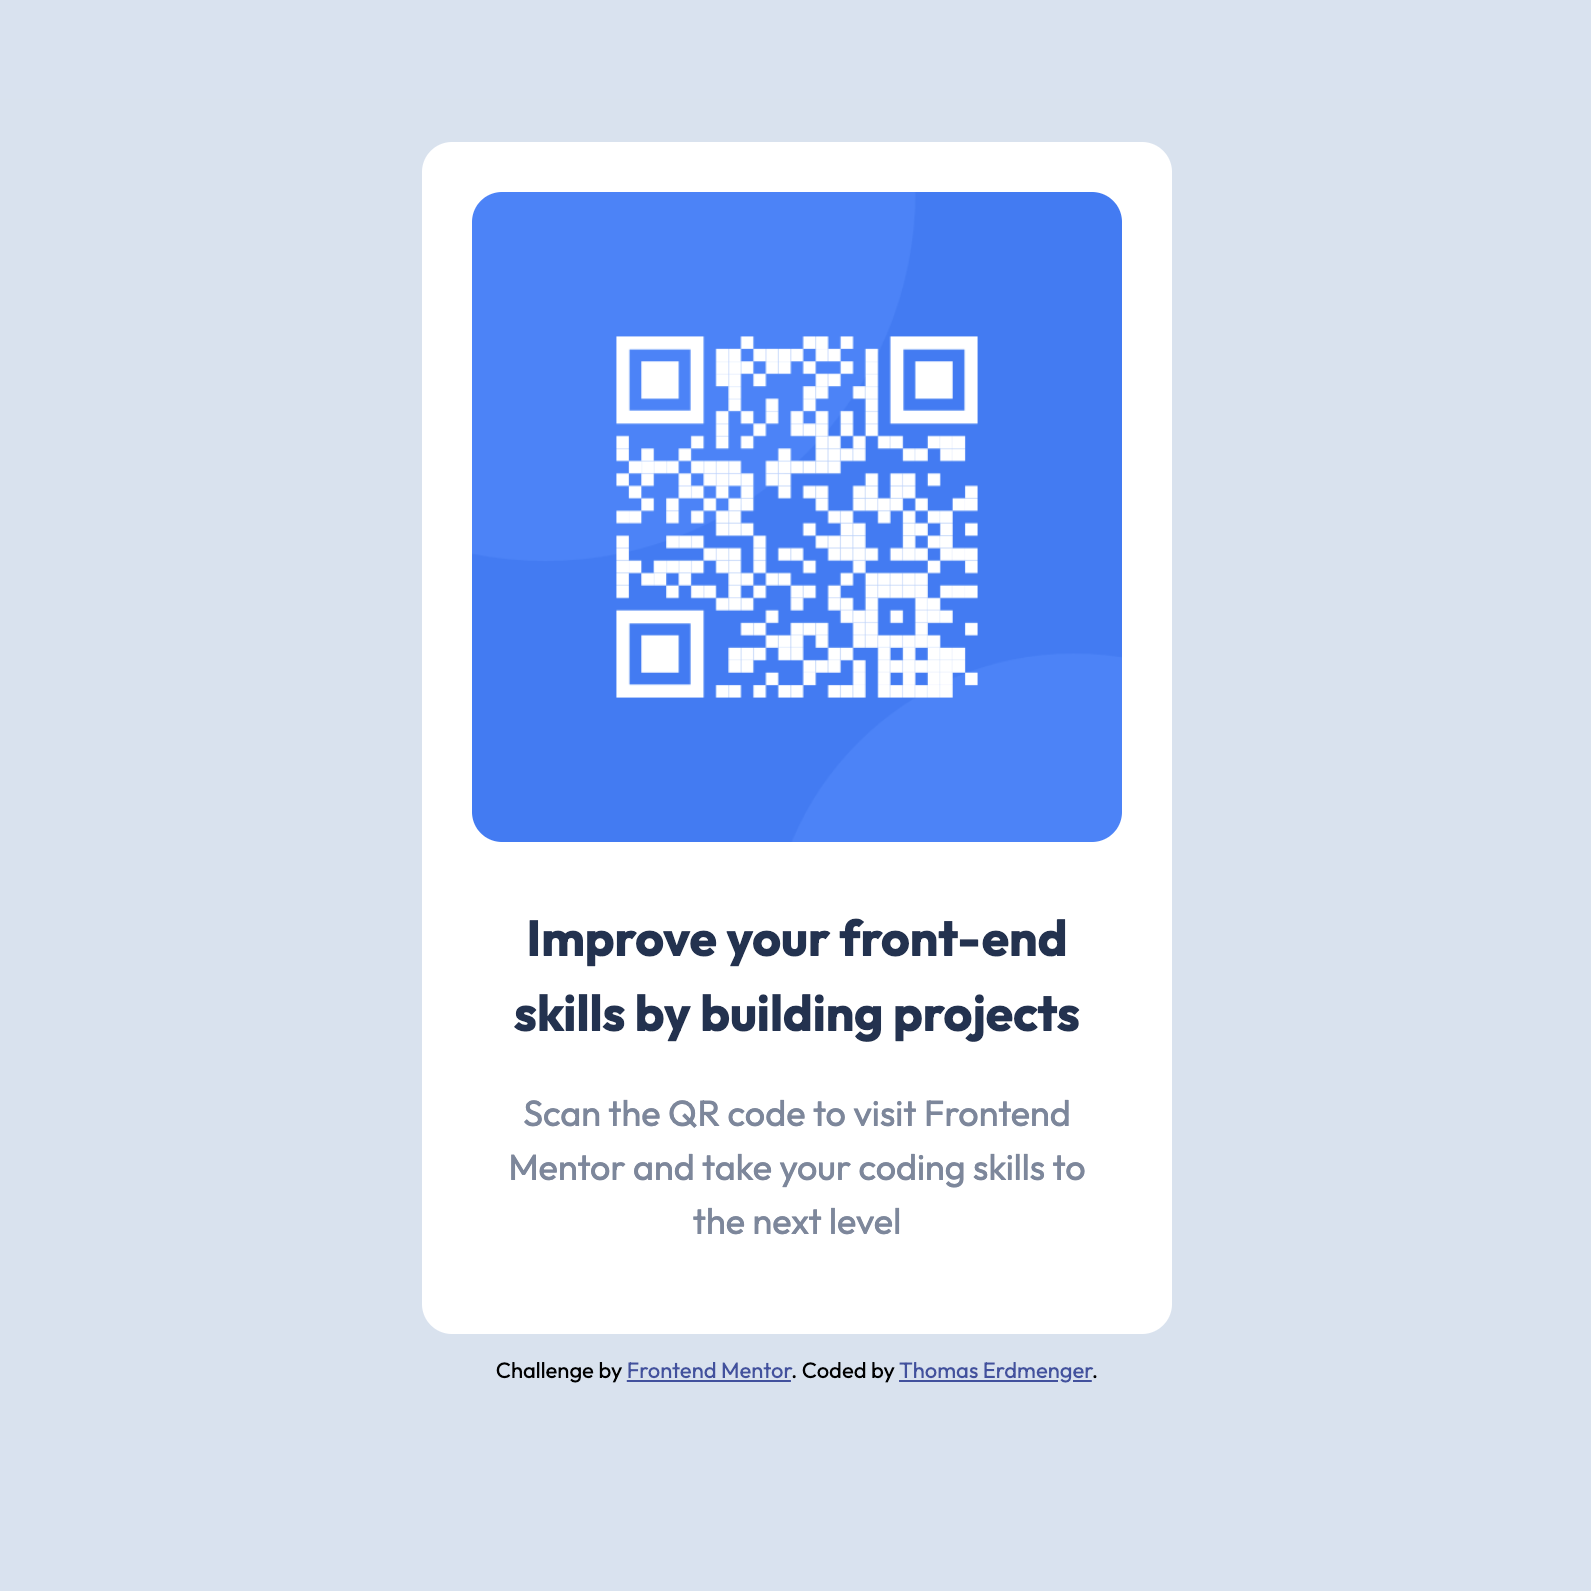 Improve your front-end
skills by building projects
Scan the QR code to visit Frontend
Mentor and take your coding skills to
the next level
Challenge by Frontend Mentor. Coded by Thomas Erdmenger.